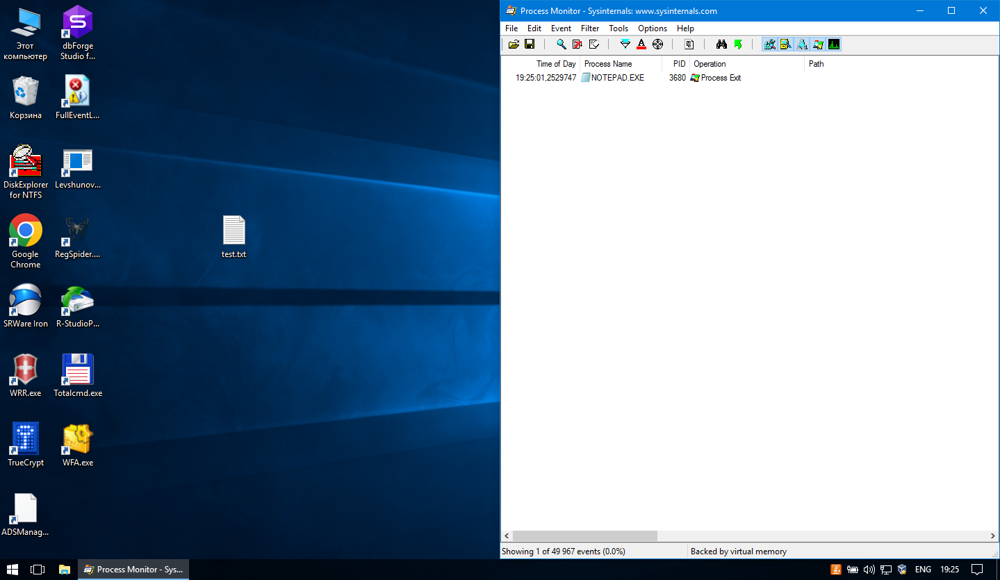 Этот
компьютер
dbForge
Studio f...
Корзина
FullEventL...
DiskExplorer
for NTFS
Levshunov...
Google
Chrome
RegSpider....
test.txt
SRWare Iron
R-StudioP...
WRR.exe
Totalcmd.exe
TrueCrypt
WFA.exe
ADSManag...
Process Monitor - Sysinternals: www.sysinternals.com
File Edit Event Filter Tools Options Help
Time of Day Process Name PID Operation Path
19:25:01,2529747 NOTEPAD.EXE 3680 Process Exit
Showing 1 of 49 967 events (0.0%) Backed by virtual memory
Process Monitor - Sys... ENG 19:25